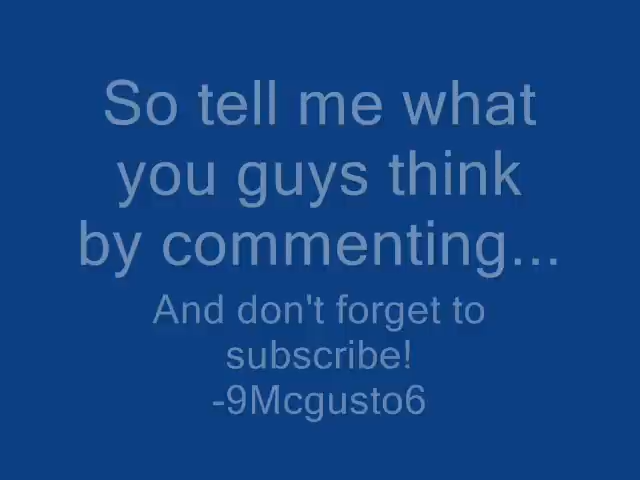 So tell me what
you guys think
by commenting...
And don't forget to
subscribe!
-9Mcgusto6